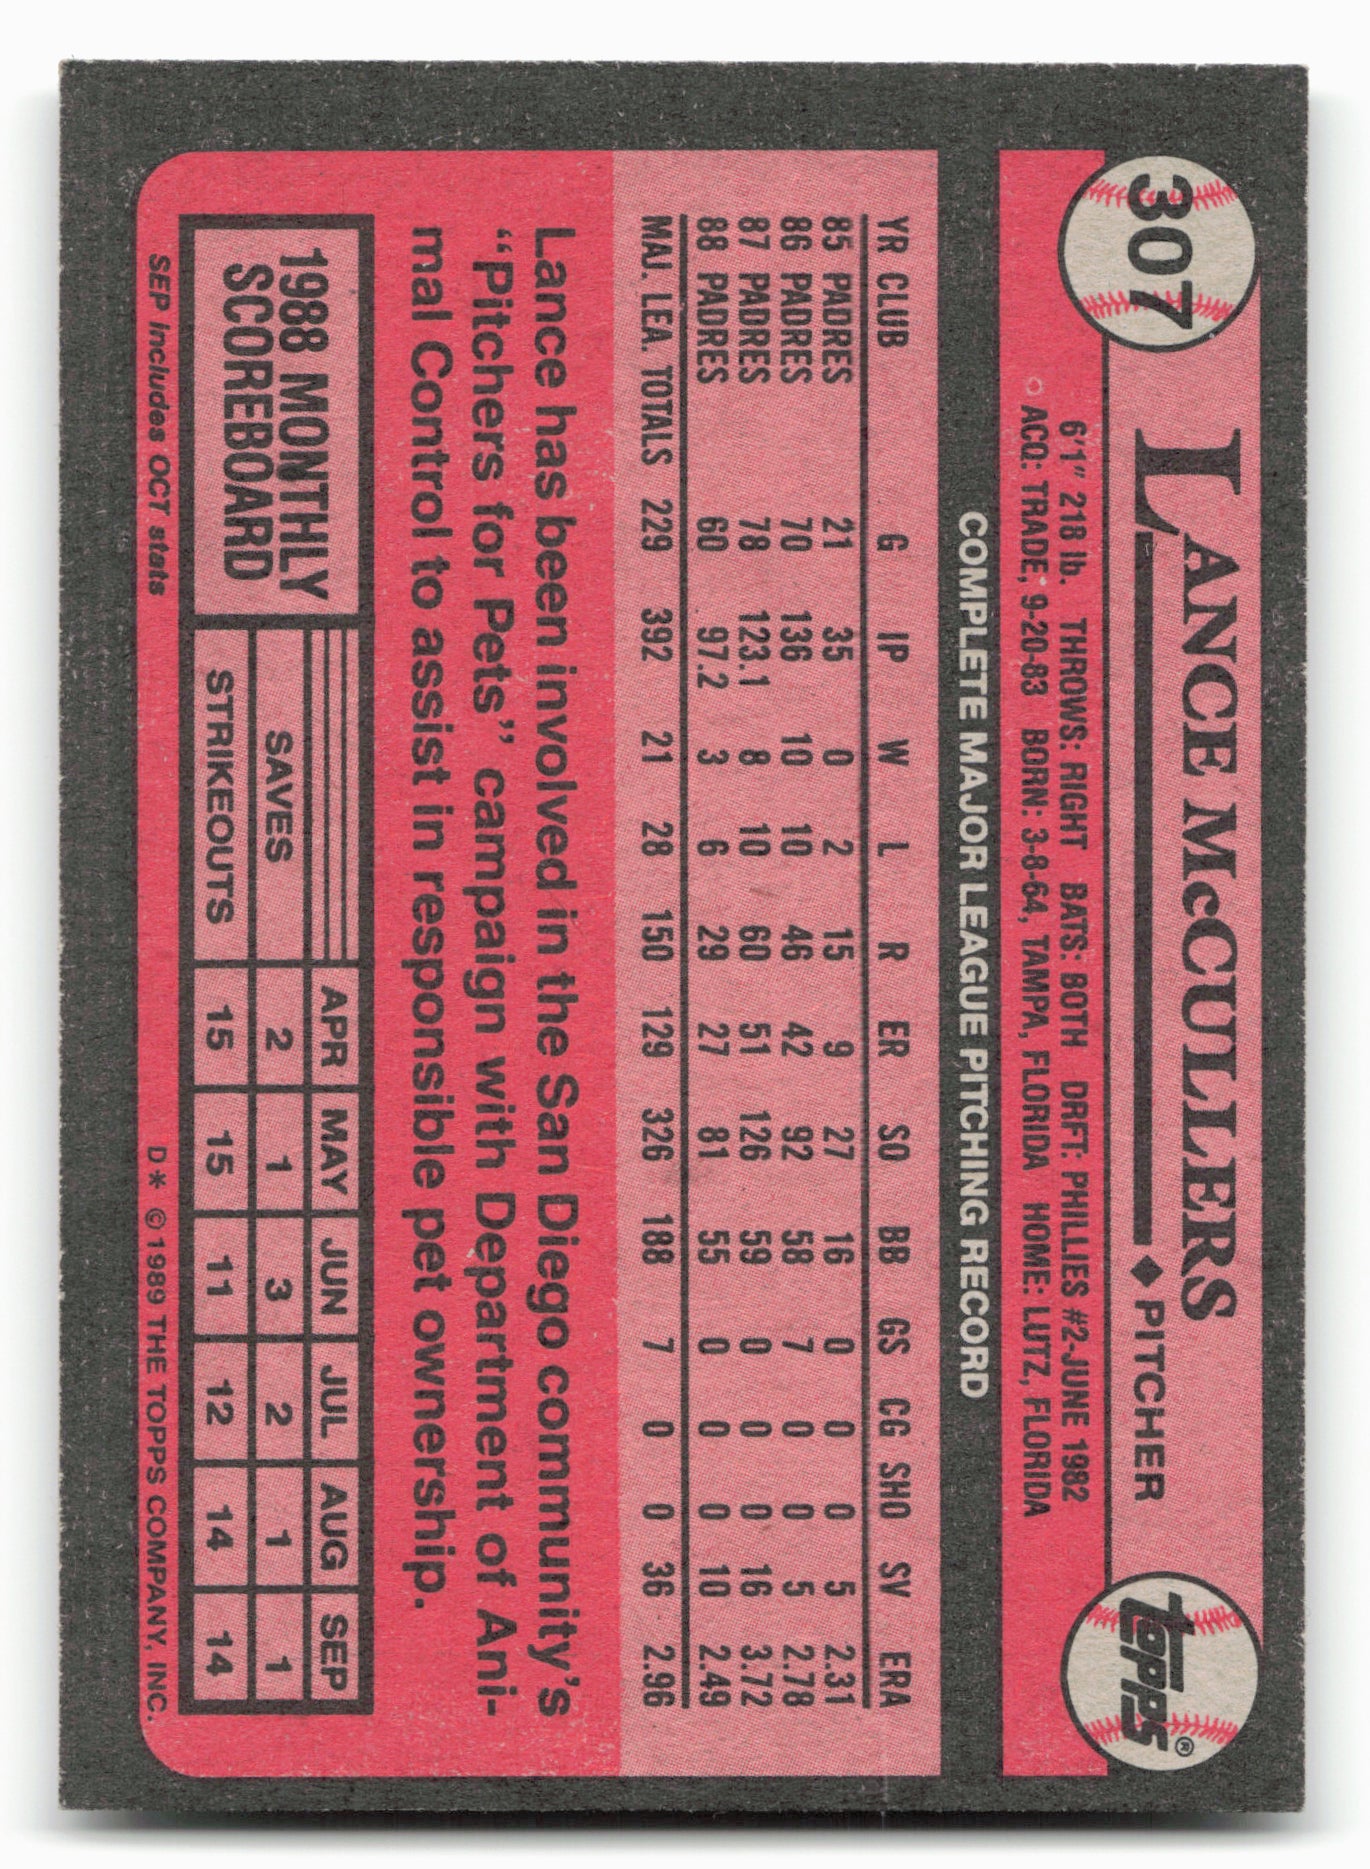 307
LANCE McCULLERS
PITCHER
topps®
6'1" 218 lb. THROWS: RIGHT BATS: BOTH DRFT: PHILLIES #2-JUNE 1982
ACQ: TRADE, 9-20-83 BORN: 3-8-64, TAMPA, FLORIDA HOME: LUTZ, FLORIDA
COMPLETE MAJOR LEAGUE PITCHING RECORD
YR CLUB G IP W L R ER SO BB GS CG SHO SV ERA
85 PADRES 21 35 0 2 15 9 27 16 0 0 0 5 2.31
86 PADRES 70 136 10 10 46 42 92 58 7 0 0 5 2.78
87 PADRES 78 123.1 8 10 60 51 126 59 0 0 0 16 3.72
88 PADRES 60 97.2 3 6 29 27 81 55 0 0 0 10 2.49
MAJ. LEA. TOTALS 229 392 21 28 150 129 326 188 7 0 0 36 2.96
Lance has been involved in the San Diego community's
“Pitchers for Pets” campaign with Department of Ani-
mal Control to assist in responsible pet ownership.
1988 MONTHLY
SCOREBOARD
APR MAY JUN JUL AUG SEP
SAVES 2 1 3 2 1 1
STRIKEOUTS 15 15 11 12 14 14
SEP Includes OCT stats
D* © 1989 THE TOPPS COMPANY, INC.